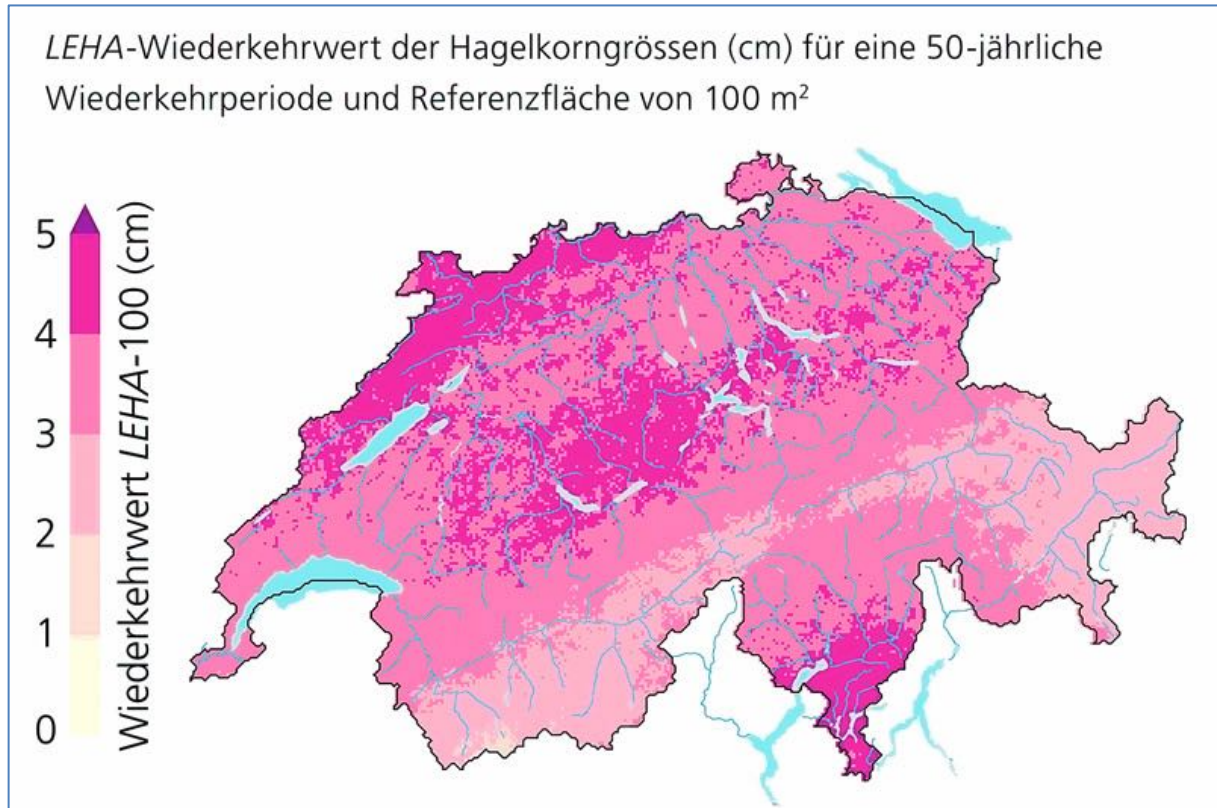 LEHA-Wiederkehrwert der Hagelkorngrössen (cm) für eine 50-jährliche
Wiederkehrperiode und Referenzfläche von 100 m²
5
4
3
2
1
0
Wiederkehrwert LEHA-100 (cm)